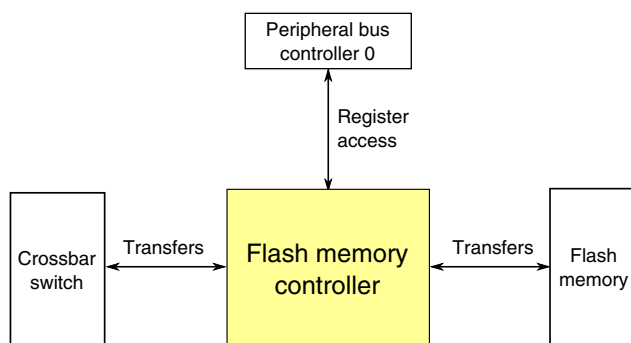 Peripheral bus
controller 0
Register
access
Crossbar
switch
Transfers
Flash memory
controller
Transfers
Flash
memory